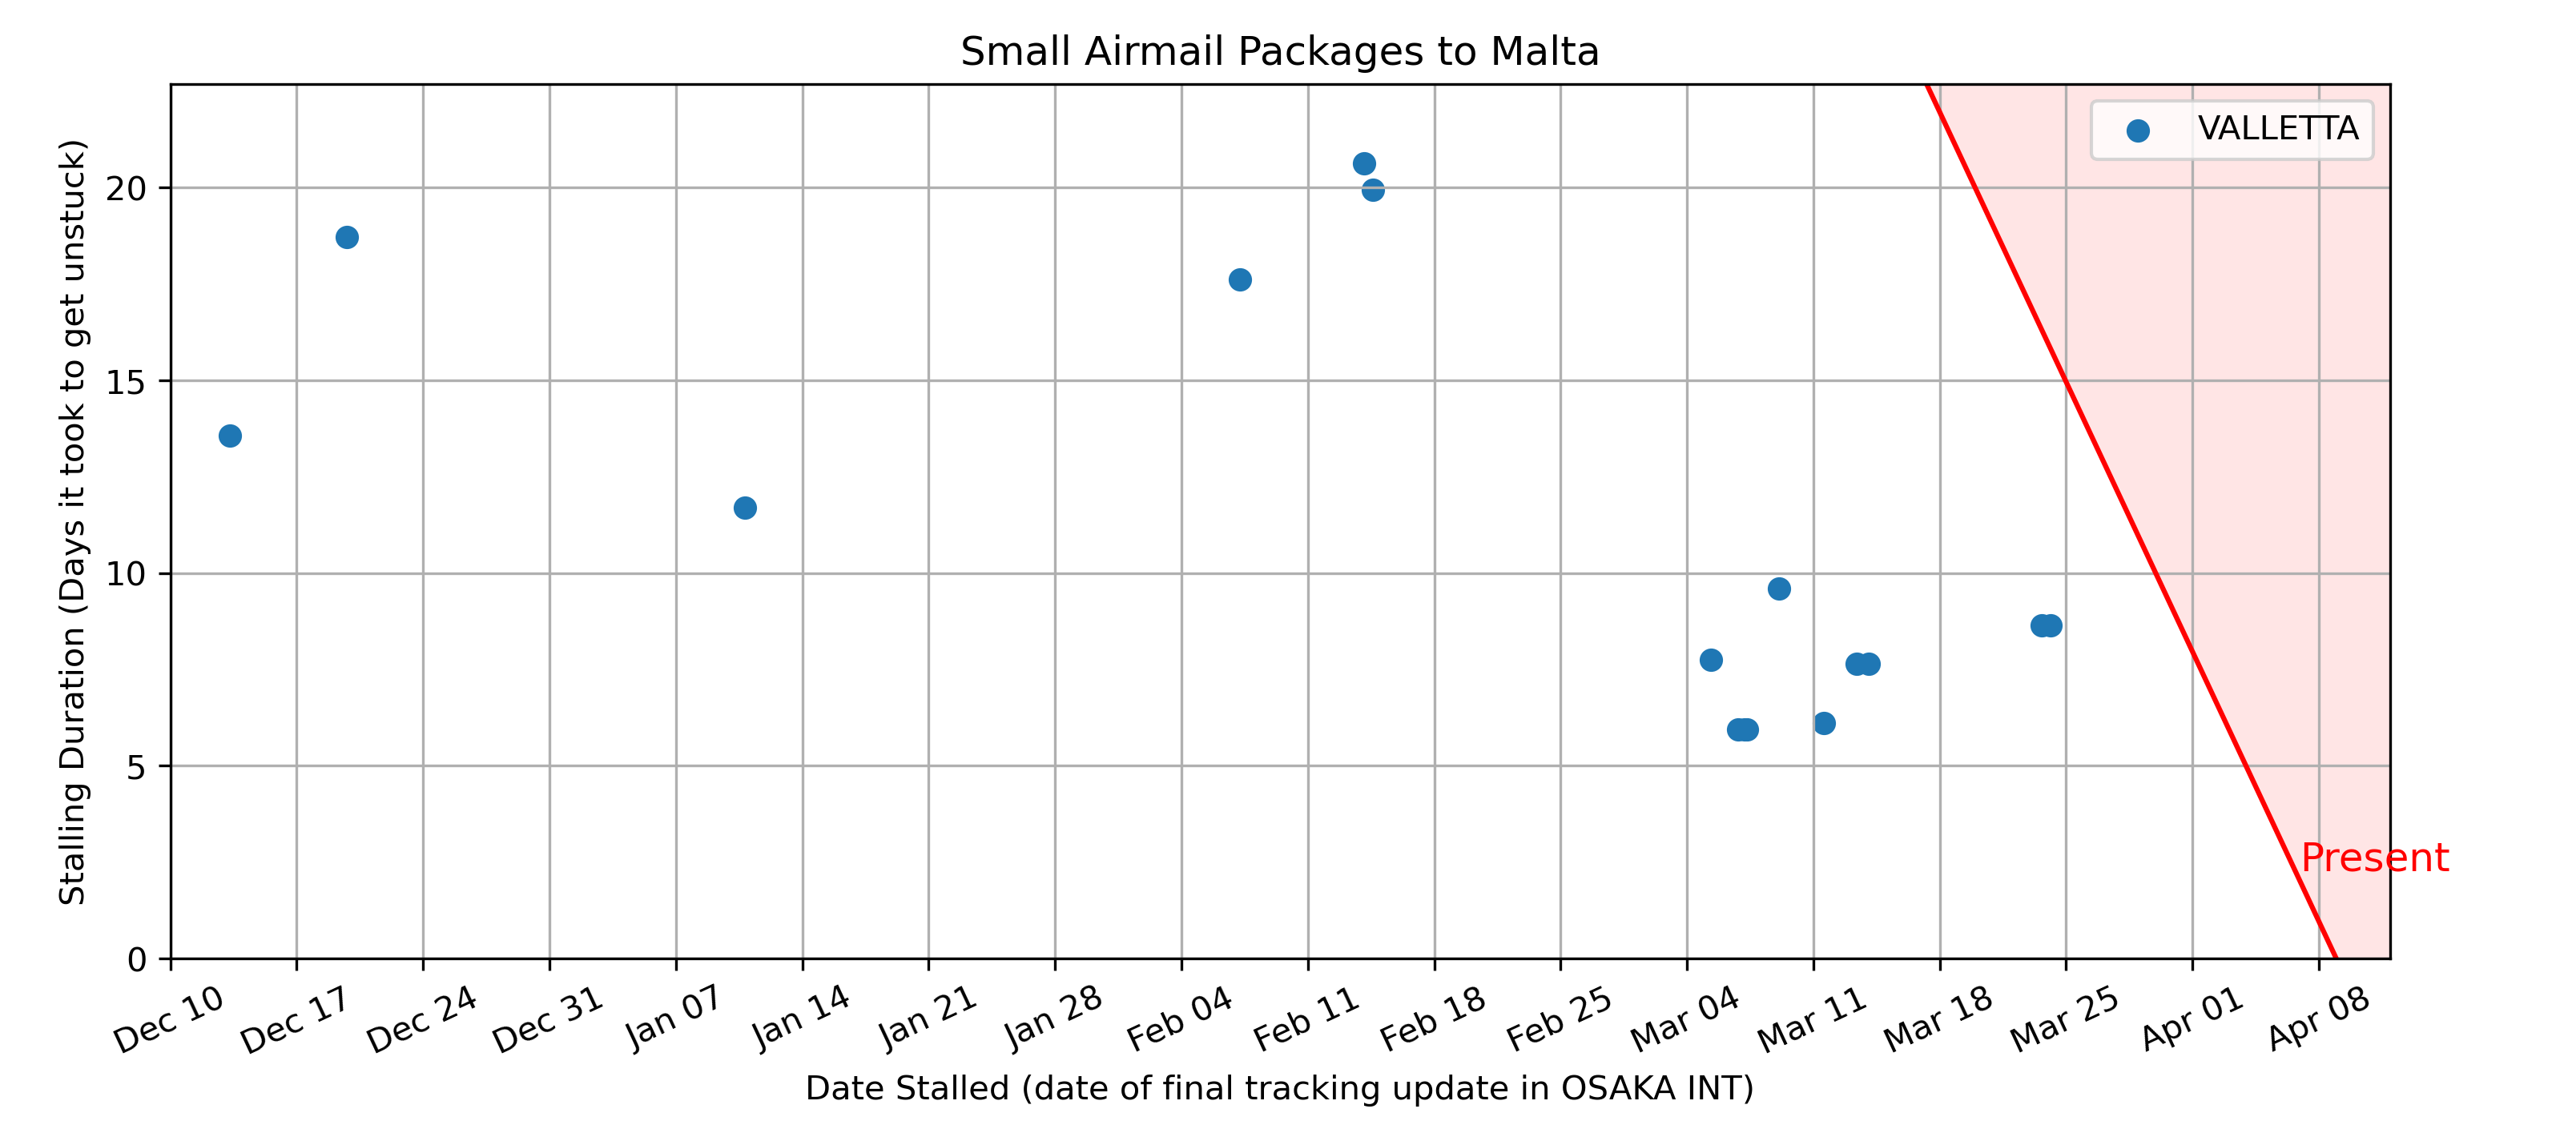 Small Airmail Packages to Malta
VALLETTA
Stalling Duration (Days it took to get unstuck)
20
15
10
5
0
Present
Dec 10 Dec 17 Dec 24 Dec 31 Jan 07 Jan 14 Jan 21 Jan 28 Feb 04 Feb 11 Feb 18 Feb 25 Mar 04 Mar 11 Mar 18 Mar 25 Apr 01 Apr 08
Date Stalled (date of final tracking update in OSAKA INT)